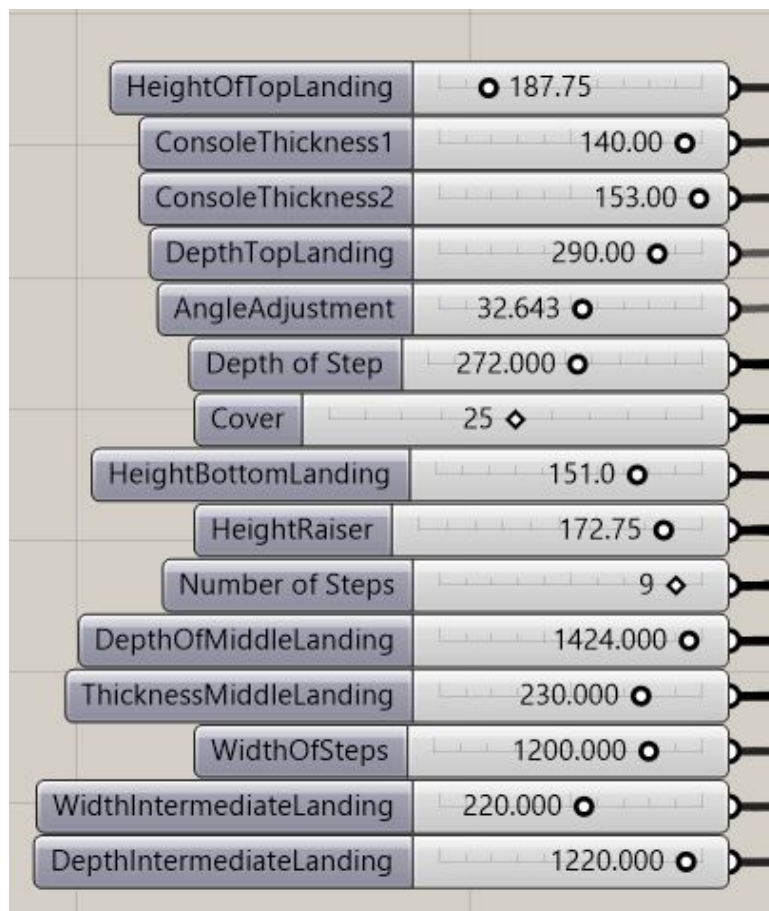 HeightOfTopLanding 187.75
ConsoleThickness1 140.00
ConsoleThickness2 153.00
DepthTopLanding 290.00
AngleAdjustment 32.643
Depth of Step 272.000
Cover 25
HeightBottomLanding 151.0
HeightRaiser 172.75
Number of Steps 9
DepthOfMiddleLanding 1424.000
ThicknessMiddleLanding 230.000
WidthOfSteps 1200.000
WidthIntermediateLanding 220.000
DepthIntermediateLanding 1220.000